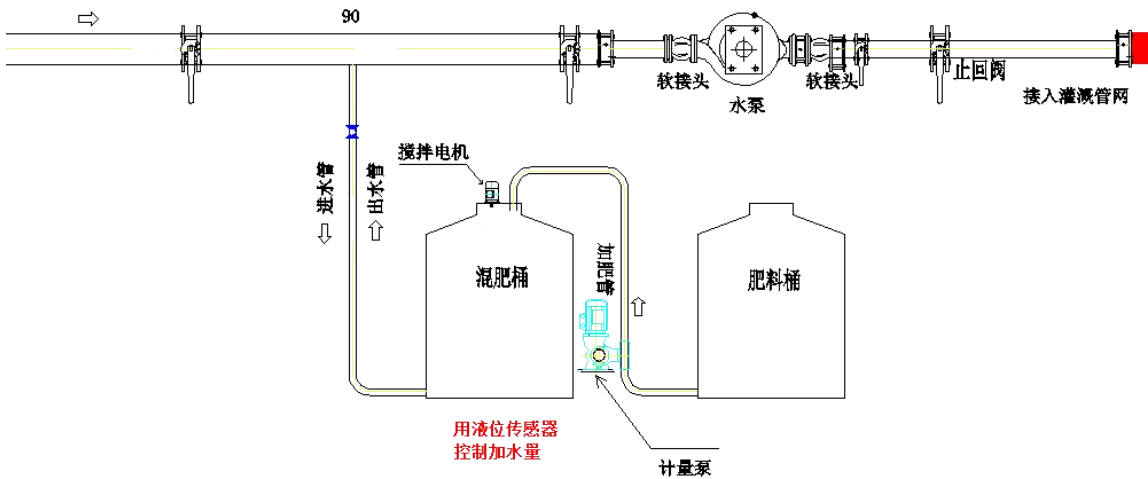 90
软接头
水泵
软接头
止回阀
接入灌溉管网
搅拌电机
进水管
出水管
加肥管
混肥桶
肥料桶
用液位传感器
控制加水量
计量泵